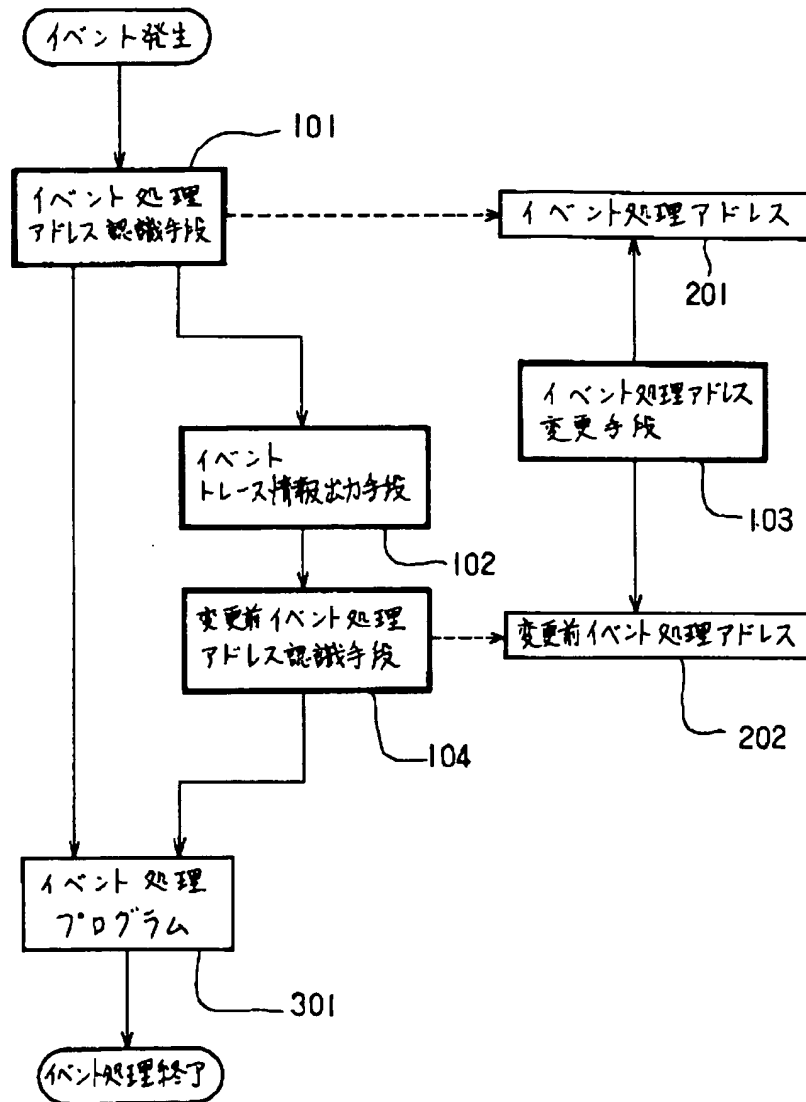 イベント発生
101
イベント処理
アドレス認識手段
イベント処理アドレス
201
イベント処理アドレス
変更手段
103
イベント
トレース情報出力手段
102
変更前イベント処理
アドレス認識手段
104
変更前イベント処理アドレス
202
イベント処理
プログラム
301
イベント処理終了